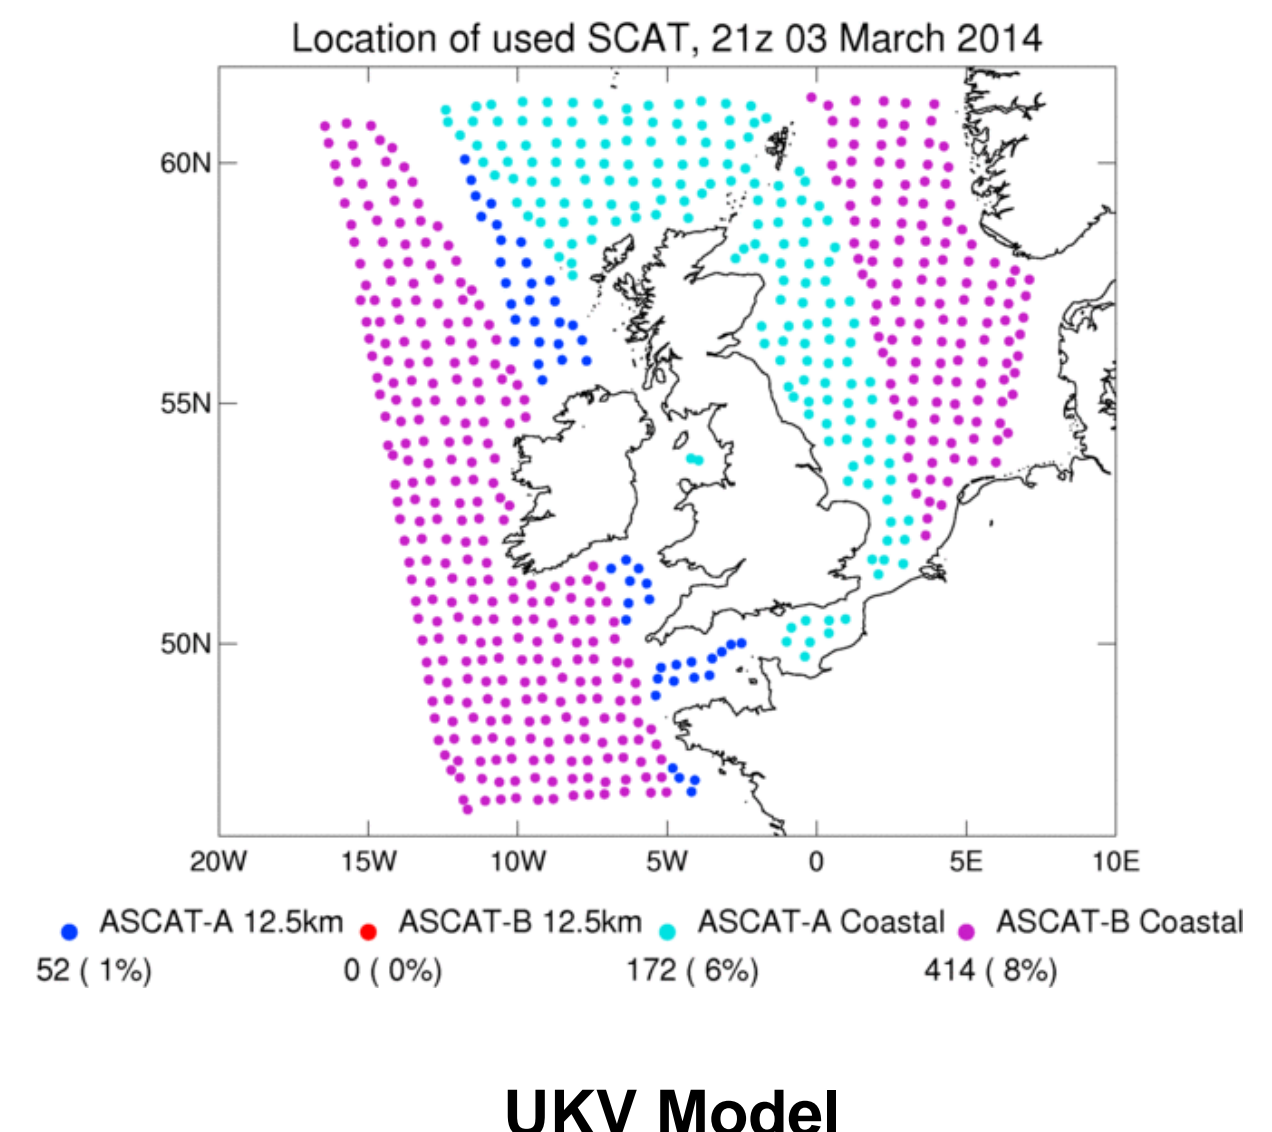 Location of used SCAT, 21z 03 March 2014
60N
55N
50N
20W 15W 10W 5W 0 5E 10E
ASCAT-A 12.5km ASCAT-B 12.5km ASCAT-A Coastal ASCAT-B Coastal
52 ( 1%) 0 ( 0%) 172 ( 6%) 414 ( 8%)
UKV Model